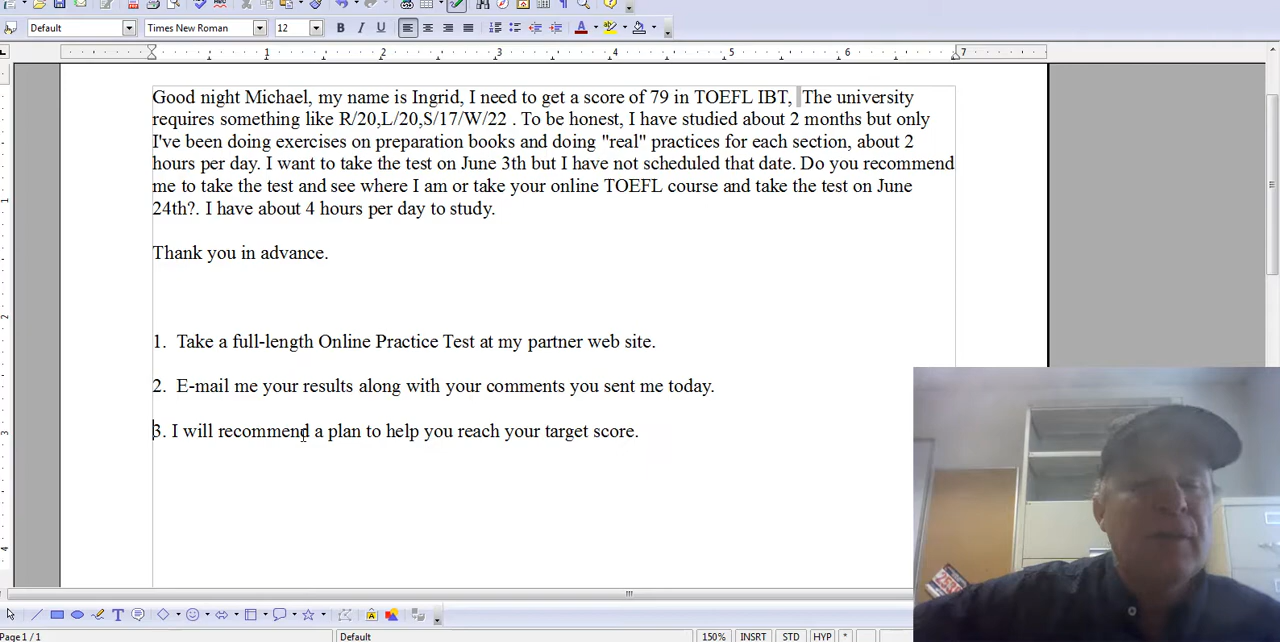 Default
Times New Roman
12
B I U
1 2 3 4 5 6 7
Good night Michael, my name is Ingrid, I need to get a score of 79 in TOEFL IBT,  The university
requires something like R/20,L/20,S/17/W/22 . To be honest, I have studied about 2 months but only
I've been doing exercises on preparation books and doing "real" practices for each section, about 2
hours per day. I want to take the test on June 3th but I have not scheduled that date. Do you recommend
me to take the test and see where I am or take your online TOEFL course and take the test on June
24th?. I have about 4 hours per day to study.
Thank you in advance.
1.  Take a full-length Online Practice Test at my partner web site.
2.  E-mail me your results along with your comments you sent me today.
3. I will recommend a plan to help you reach your target score.
Page 1 / 1
Default
150%
INSRT
STD
HYP
*